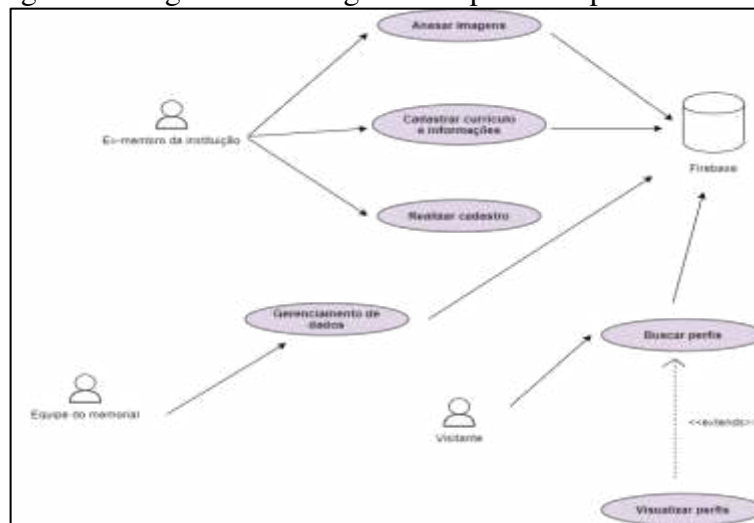 Anexar imagens
Ex-membro da instituição
Cadastrar currículo
e informações
Firebase
Realizar cadastro
Gerenciamento de
dados
Buscar perfis
Equipe do memorial
Visitante
<<extends>>
Visualizar perfis